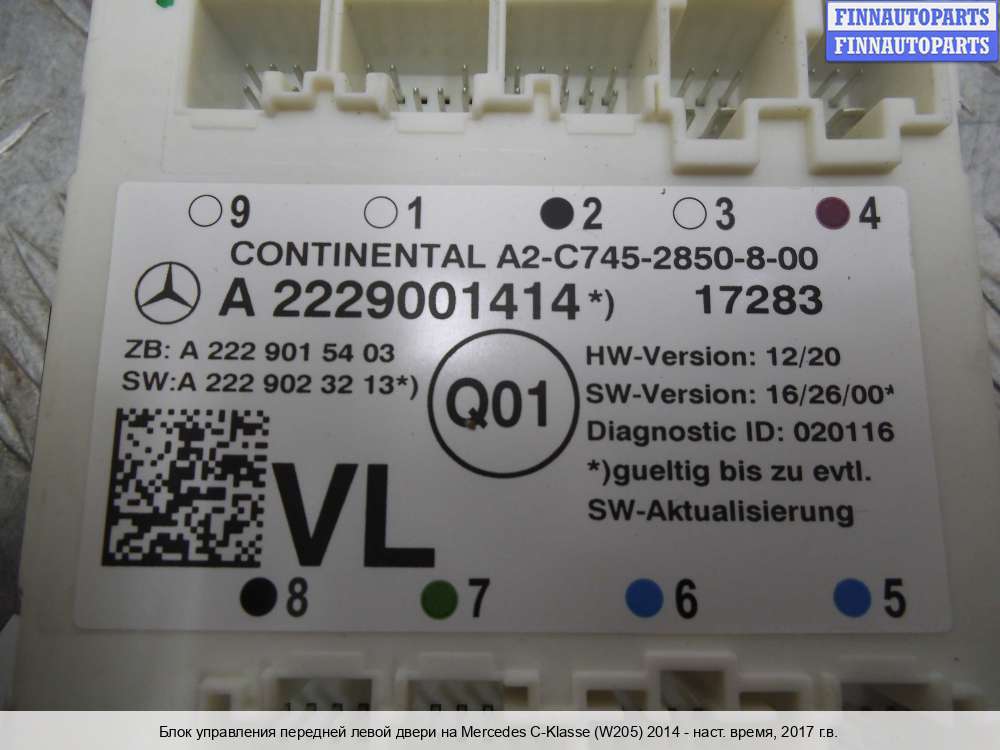 FINNAUTOPARTS
FINNAUTOPARTS
9 1 2 3 4
CONTINENTAL A2-C745-2850-8-00
A 2229001414*) 17283
ZB: A 222 901 54 03
SW:A 222 902 32 13*)
Q01
HW-Version: 12/20
SW-Version: 16/26/00*
Diagnostic ID: 020116
*)gueltig bis zu evtl.
SW-Aktualisierung
VL
8 7 6 5
Блок управления передней левой двери на Mercedes C-Klasse (W205) 2014 - наст. время, 2017 г.в.